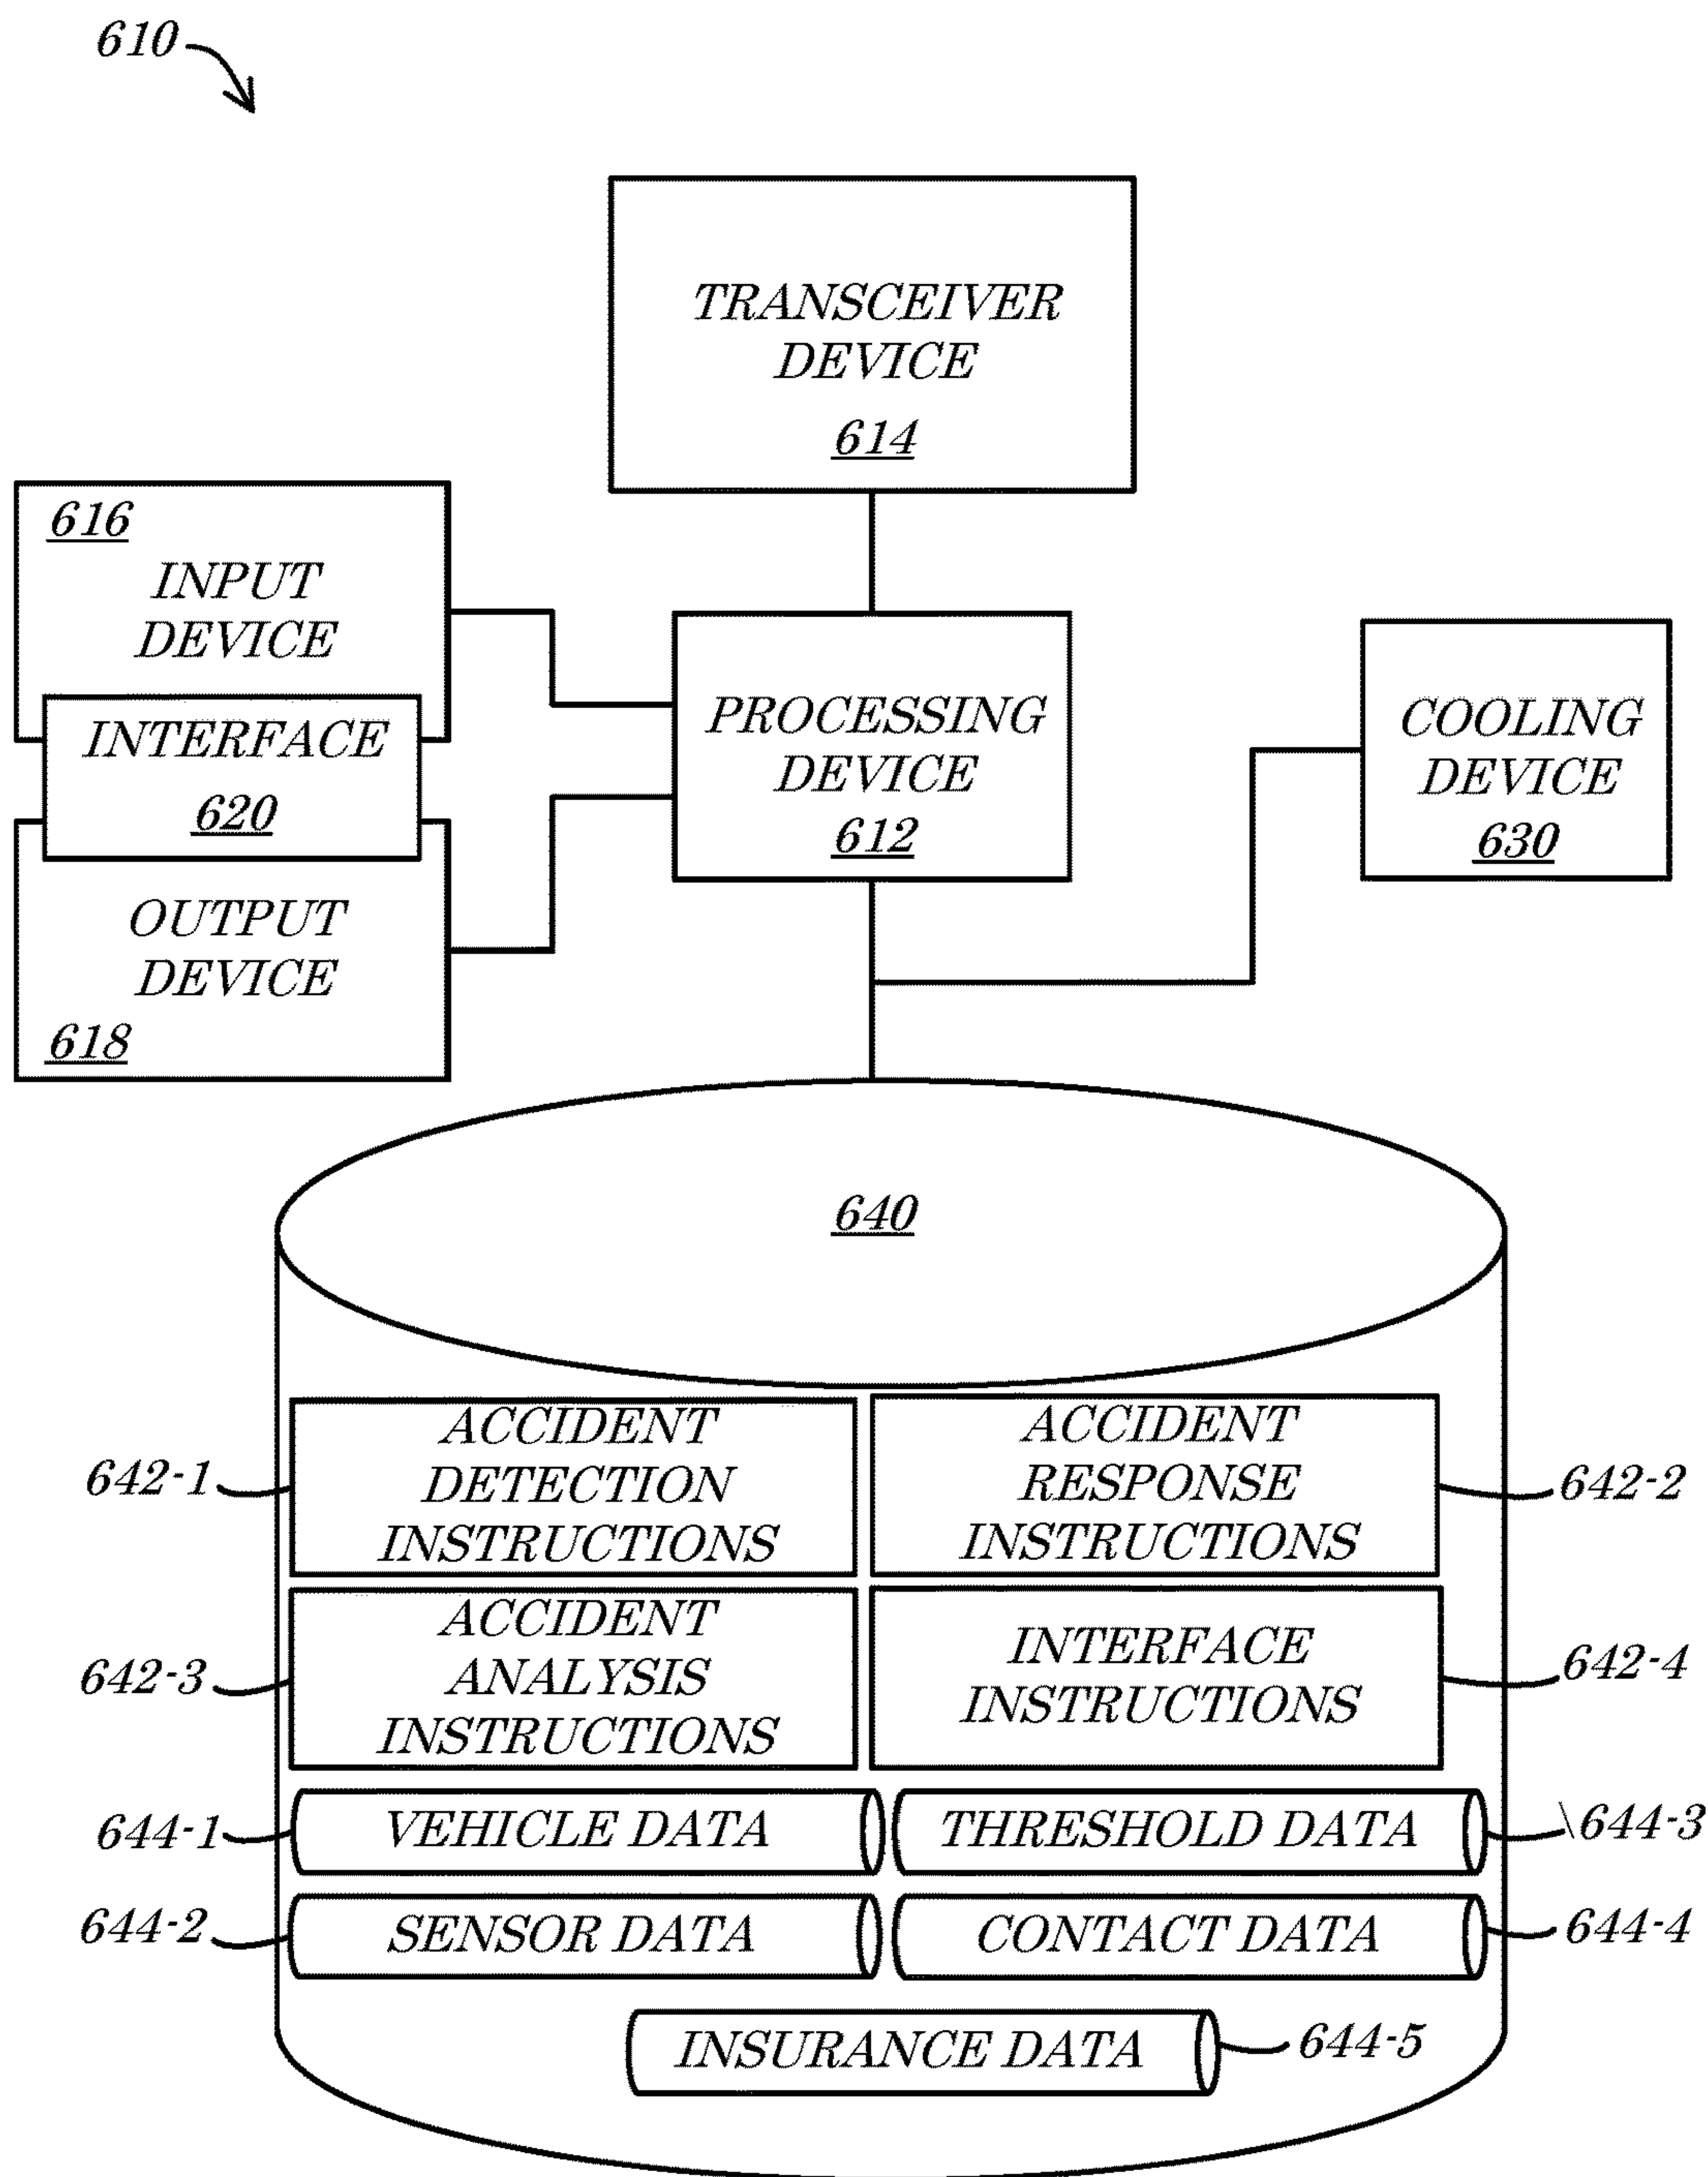 610
TRANSCEIVER
DEVICE
614
616
INPUT
DEVICE
INTERFACE
620
OUTPUT
DEVICE
618
PROCESSING
DEVICE
612
COOLING
DEVICE
630
640
642-1
ACCIDENT
DETECTION
INSTRUCTIONS
ACCIDENT
RESPONSE
INSTRUCTIONS
642-2
642-3
ACCIDENT
ANALYSIS
INSTRUCTIONS
INTERFACE
INSTRUCTIONS
642-4
644-1
VEHICLE DATA
THRESHOLD DATA
644-3
644-2
SENSOR DATA
CONTACT DATA
644-4
INSURANCE DATA
644-5